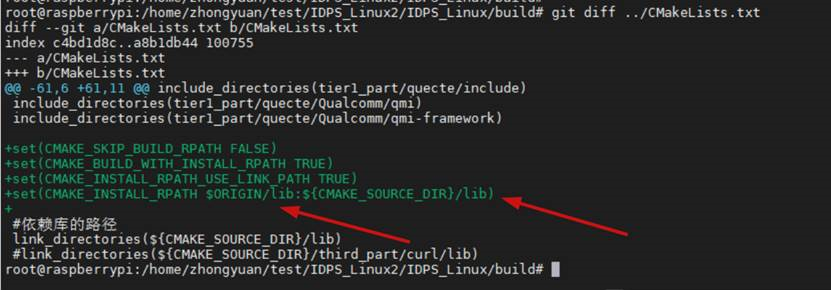 root@raspberrypi:/home/zhongyuan/test/IDPS_Linux2/IDPS_Linux/build#
root@raspberrypi:/home/zhongyuan/test/IDPS_Linux2/IDPS_Linux/build# git diff ../CMakeLists.txt
diff --git a/CMakeLists.txt b/CMakeLists.txt
index c4bd1d8c..a8b1db44 100755
--- a/CMakeLists.txt
+++ b/CMakeLists.txt
@@ -61,6 +61,11 @@ include_directories(tier1_part/quecte/include)
 include_directories(tier1_part/quecte/Qualcomm/qmi)
 include_directories(tier1_part/quecte/Qualcomm/qmi-framework)

+set(CMAKE_SKIP_BUILD_RPATH FALSE)
+set(CMAKE_BUILD_WITH_INSTALL_RPATH TRUE)
+set(CMAKE_INSTALL_RPATH_USE_LINK_PATH TRUE)
+set(CMAKE_INSTALL_RPATH $ORIGIN/lib:${CMAKE_SOURCE_DIR}/lib)
+
 #依赖库的路径
 link_directories(${CMAKE_SOURCE_DIR}/lib)
 #link_directories(${CMAKE_SOURCE_DIR}/third_part/curl/lib)
root@raspberrypi:/home/zhongyuan/test/IDPS_Linux2/IDPS_Linux/build#